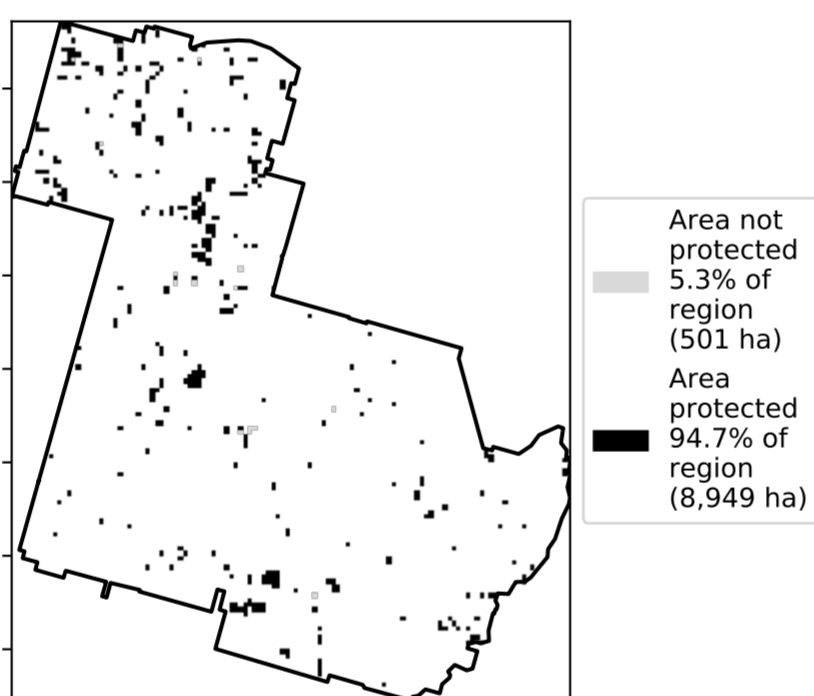 Area not
protected
5.3% of
region
(501 ha)
Area
protected
94.7% of
region
(8,949 ha)